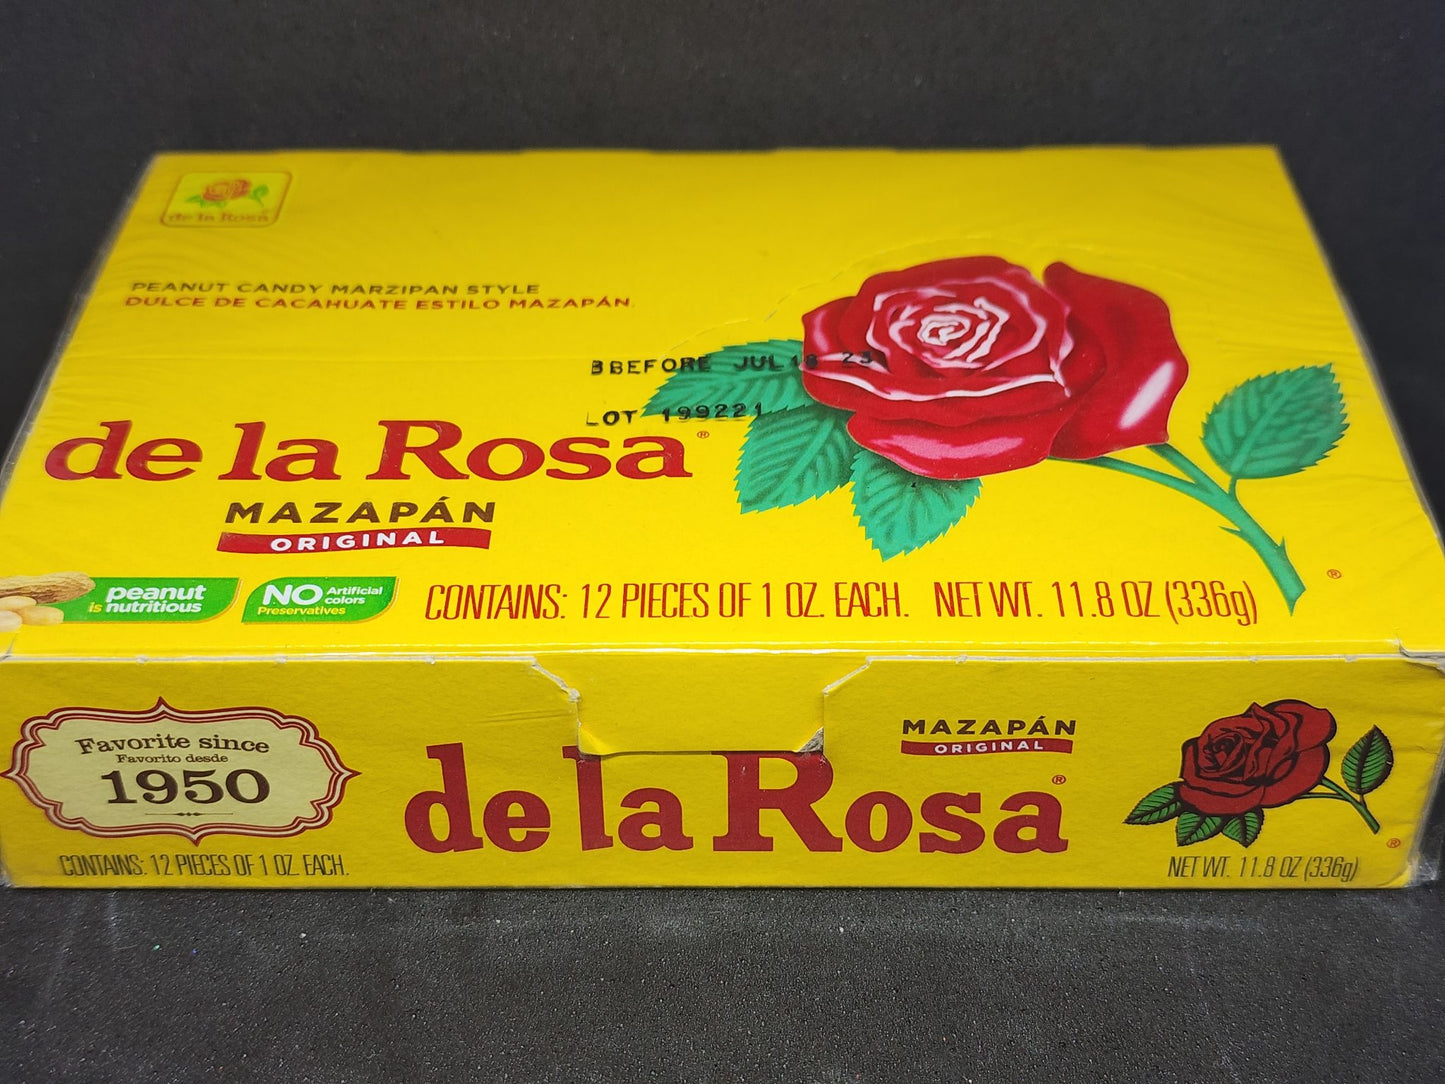 de la Rosa
PEANUT CANDY MARZIPAN STYLE
DULCE DE CACAHUATE ESTILO MAZAPÁN
BBEFORE JUL 18 23
LOT 199221
de la Rosa®
MAZAPÁN
ORIGINAL
peanut
is nutritious
NO Artificial
colors
Preservatives
CONTAINS: 12 PIECES OF 1 OZ. EACH. NET WT. 11.8 OZ (336g)
®
Favorite since
Favorito desde
1950
CONTAINS: 12 PIECES OF 1 OZ. EACH.
de la Rosa®
MAZAPÁN
ORIGINAL
®
NET WT. 11.8 OZ (336g)